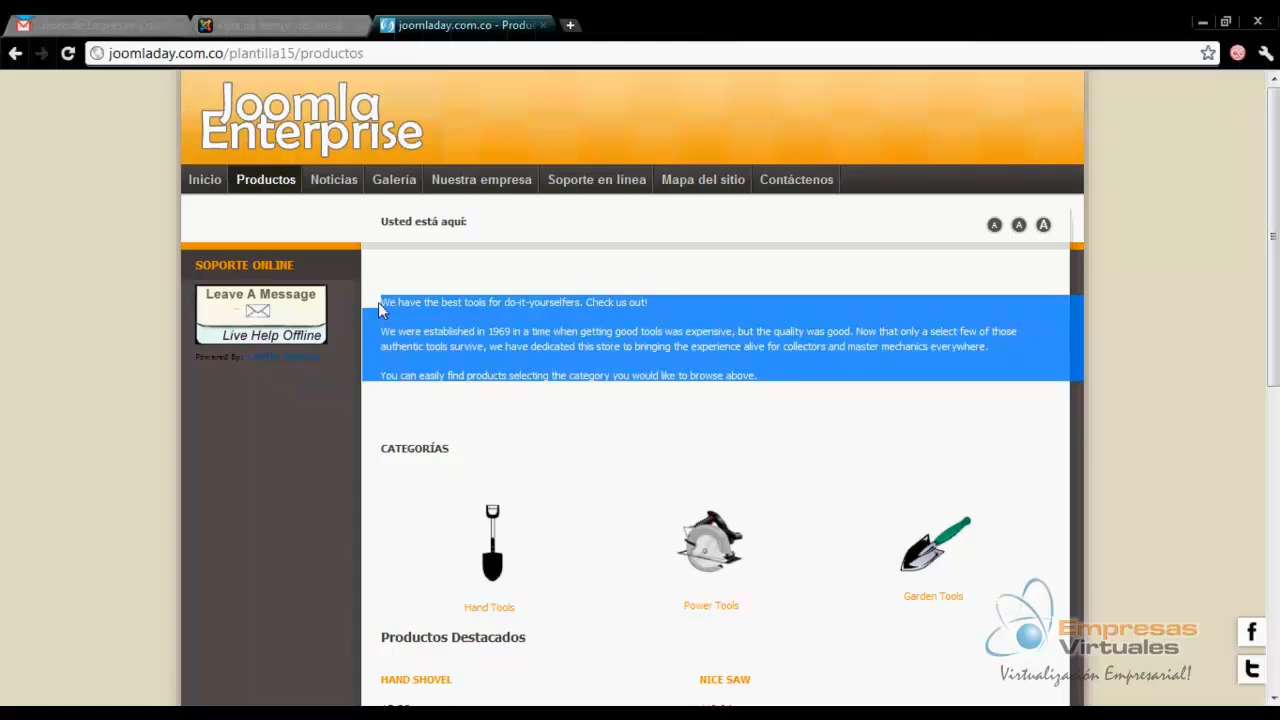 joomladay.com.co - Produc
joomladay.com.co/plantilla15/productos
Joomla
Enterprise
Inicio
Productos
Noticias
Galería
Nuestra empresa
Soporte en línea
Mapa del sitio
Contáctenos
Usted está aquí:
A
A
A
SOPORTE ONLINE
Leave A Message
Live Help Offline
Powered By:
We have the best tools for do-it-yourselfers. Check us out!
We were established in 1969 in a time when getting good tools was expensive, but the quality was good. Now that only a select few of those
authentic tools survive, we have dedicated this store to bringing the experience alive for collectors and master mechanics everywhere.
You can easily find products selecting the category you would like to browse above.
CATEGORÍAS
Hand Tools
Power Tools
Garden Tools
Productos Destacados
HAND SHOVEL
NICE SAW
Empresas
Virtuales
Virtualización Empresarial!